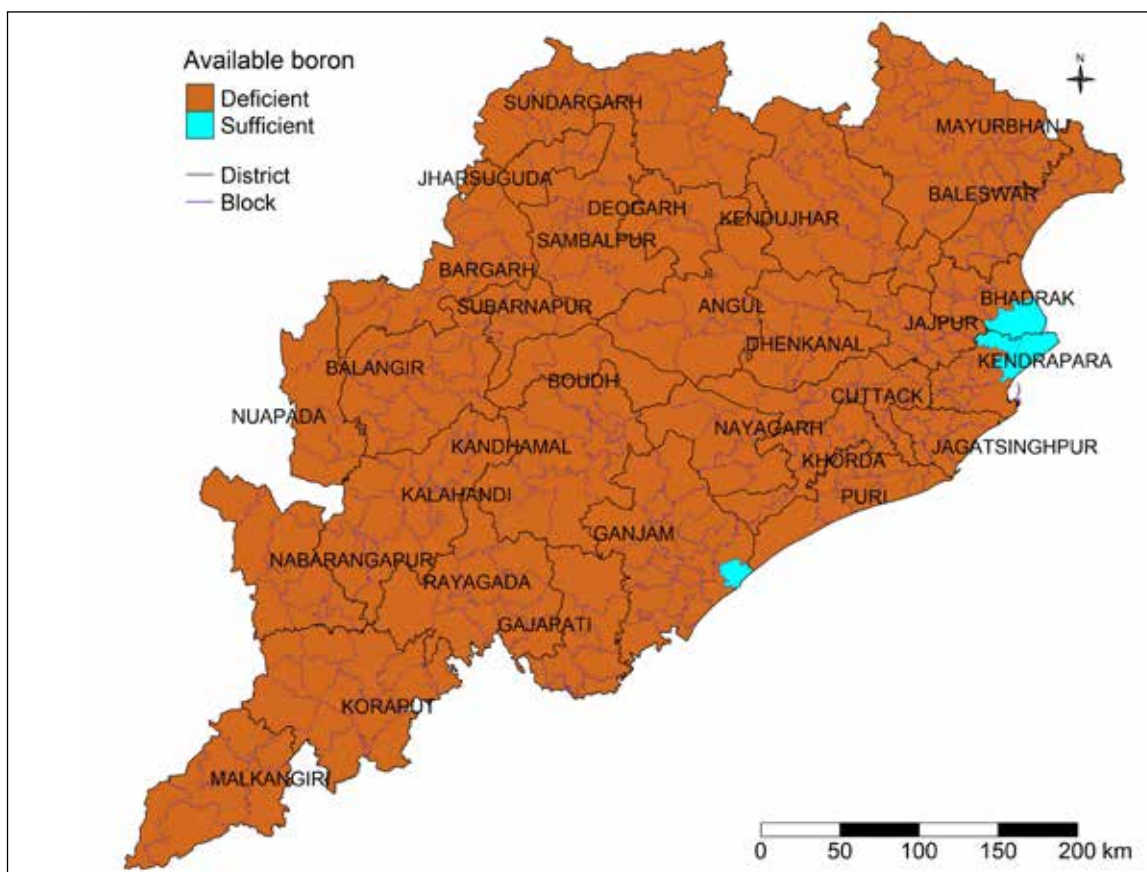 Available boron
Deficient
Sufficient
District
Block
N
SUNDARGARH
MAYURBHANJ
JHARSUGUDA
BALESWAR
DEOGARH
KENDUJHAR
SAMBALPUR
BARGARH
BHADRAK
SUBARNAPUR
ANGUL
JAJPUR
DHENKANAL
KENDRAPARA
BALANGIR
BOUDH
CUTTACK
NUAPADA
NAYAGARH
KANDHAMAL
JAGATSINGHPUR
KHORDA
KALAHANDI
PURI
GANJAM
NABARANGAPUR
RAYAGADA
GAJAPATI
KORAPUT
MALKANGIRI
0 50 100 150 200 km